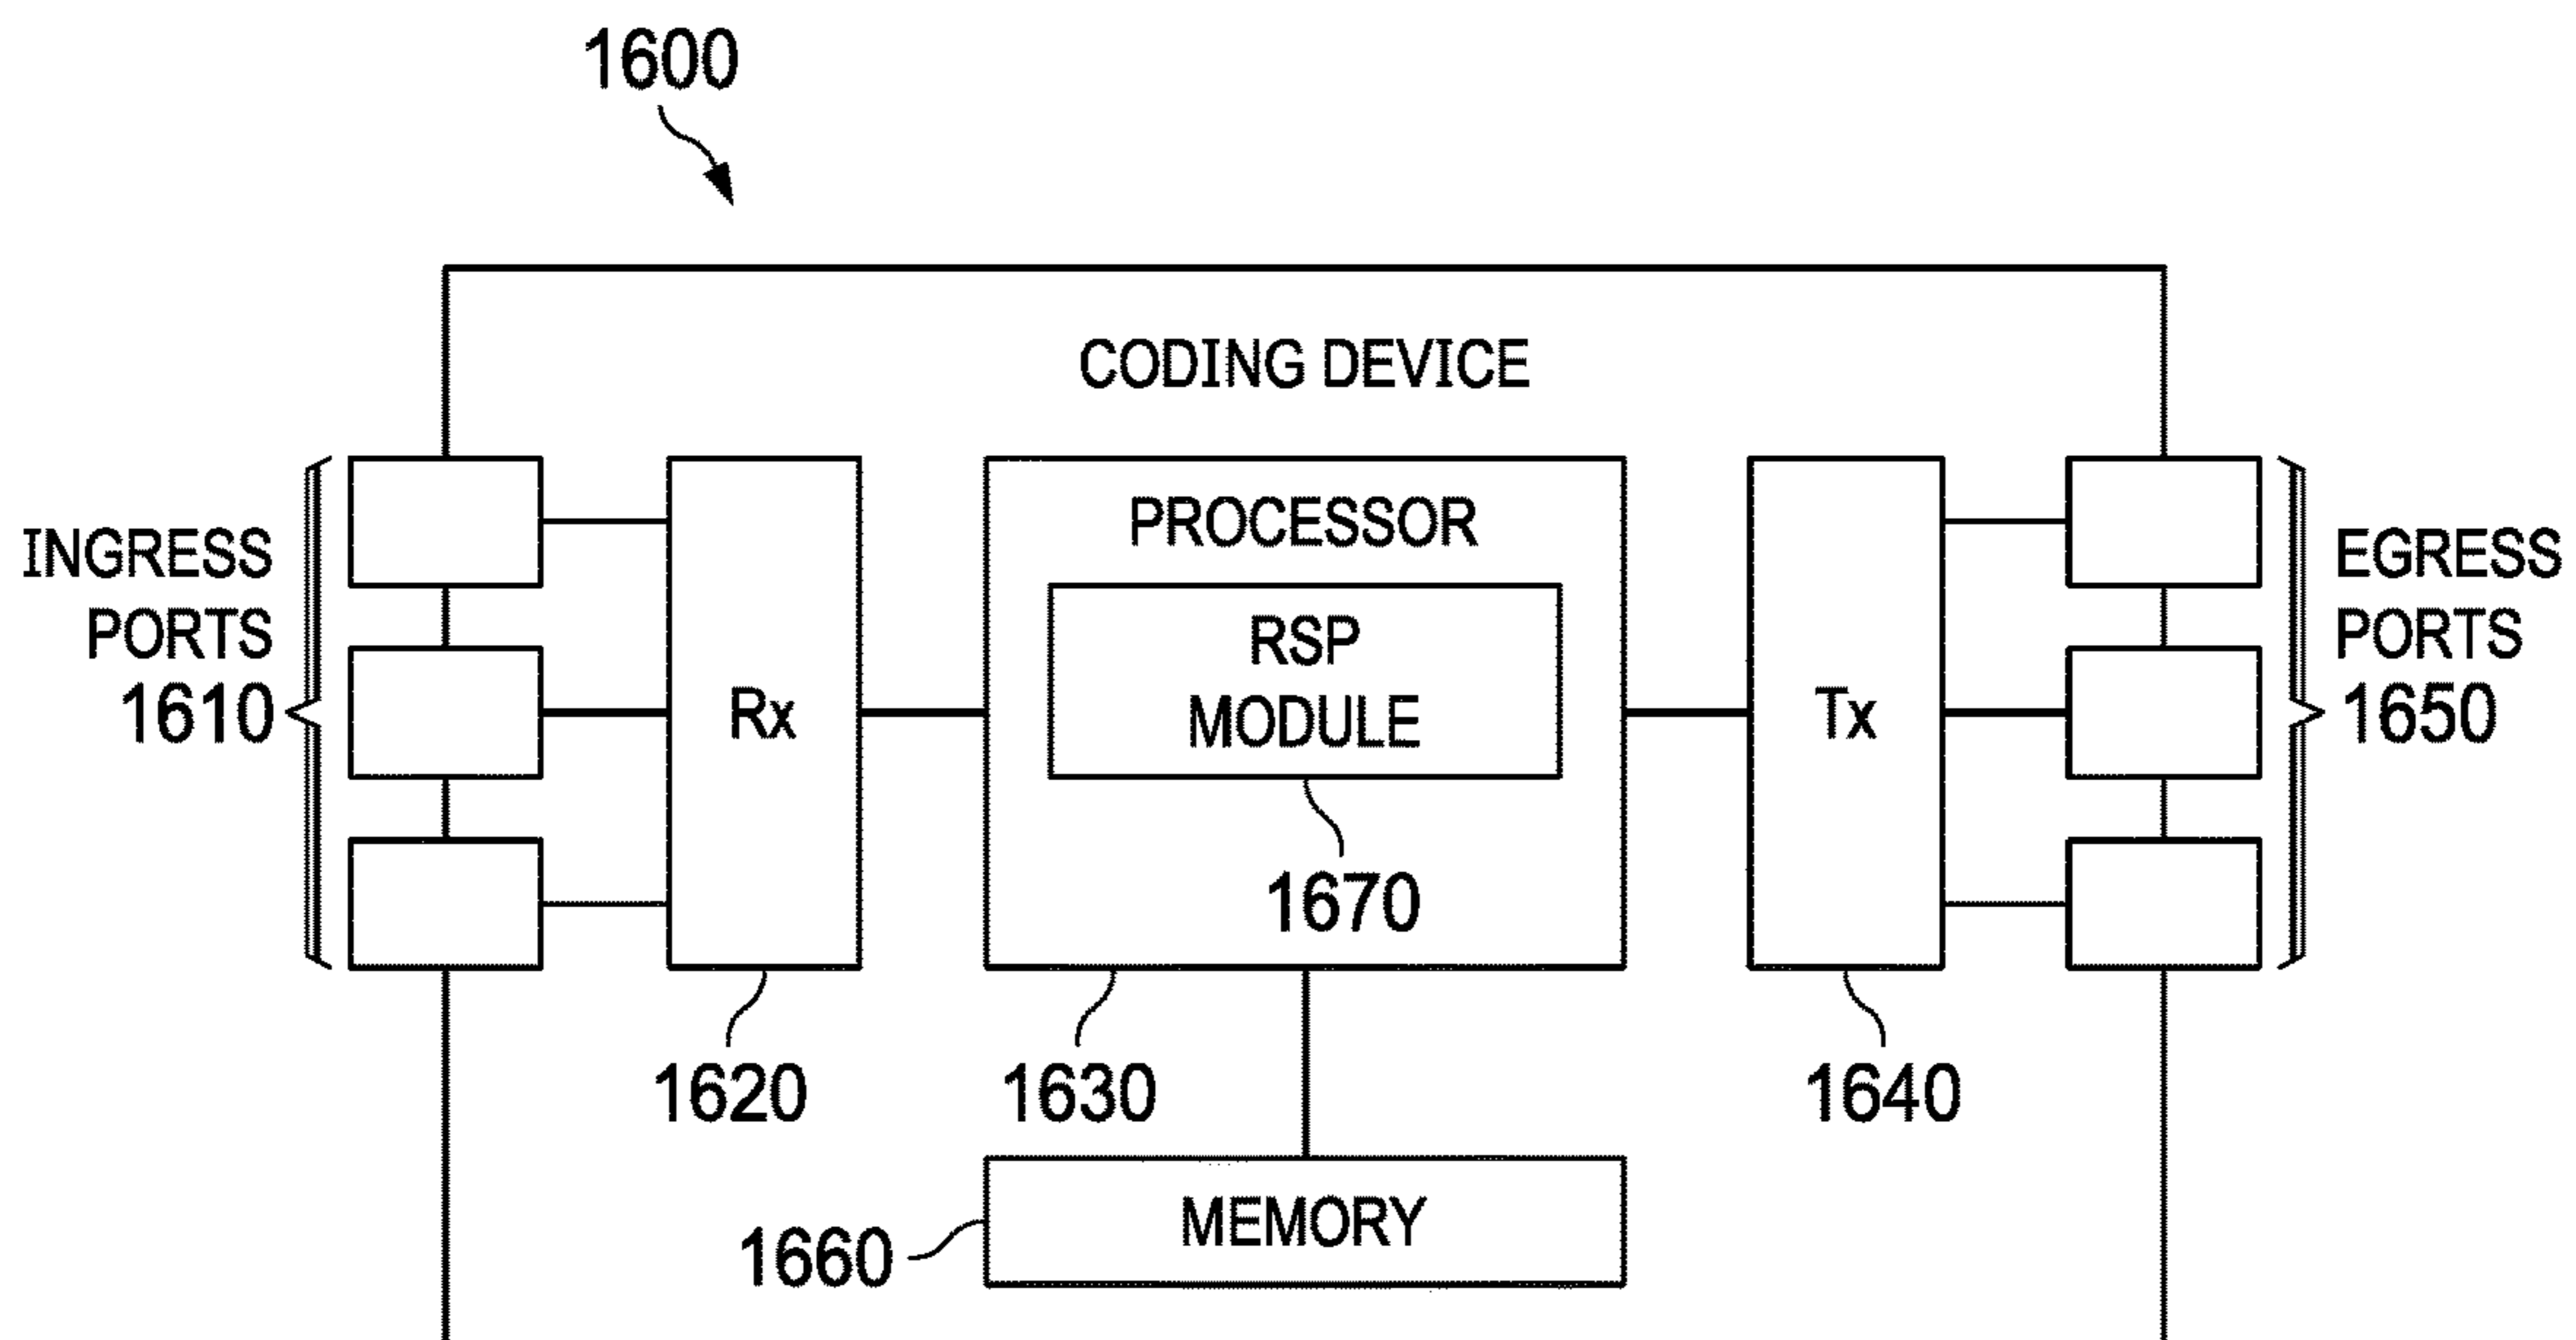 1600
CODING DEVICE
INGRESS
PORTS
1610
Rx
PROCESSOR
RSP
MODULE
1670
Tx
EGRESS
PORTS
1650
1620
1630
1640
MEMORY
1660